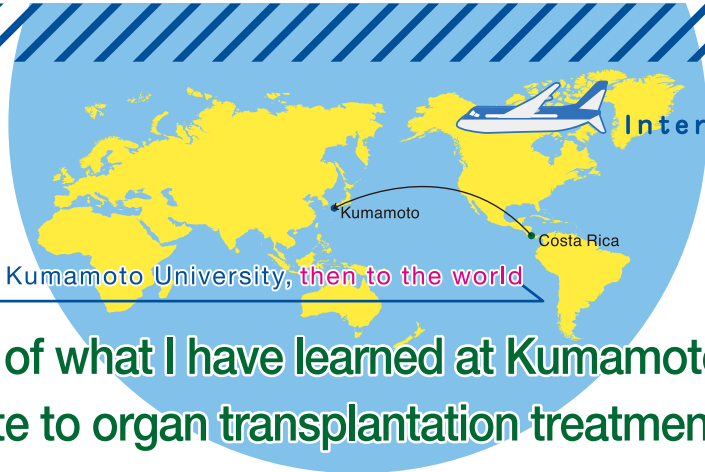 Inter
Kumamoto
Costa Rica
Kumamoto University, then to the world
of what I have learned at Kumamoto
te to organ transplantation treatmen